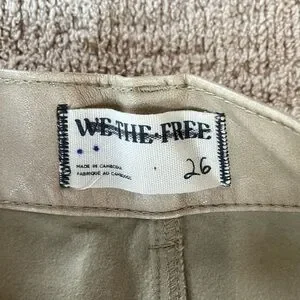 WE THE FREE
MADE IN CAMBODIA
FABRIQUÉ AU CAMBODGE
26